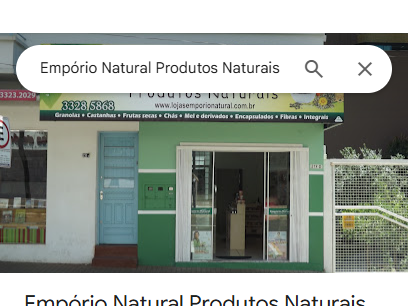 Empório Natural Produtos Naturais
Produtos Naturais
3323.2029
3328 5868
www.lojasemporionatural.com.br
Granolas • Castanhas • Frutas secas • Chás • Mel e derivados • Encapsulados • Fibras • Integrais
Empório Natural Produtos Naturais